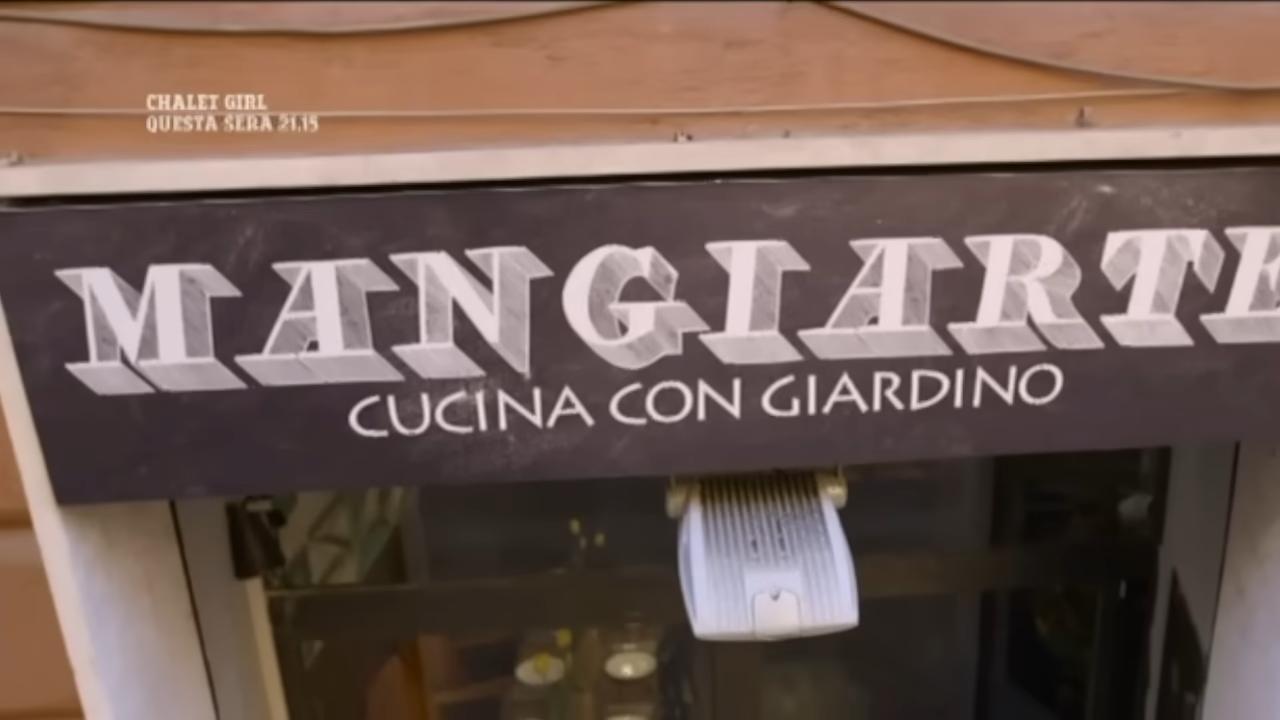 CHALET GIRL
QUESTA SERA 21.15
MANGIARTE
CUCINA CON GIARDINO